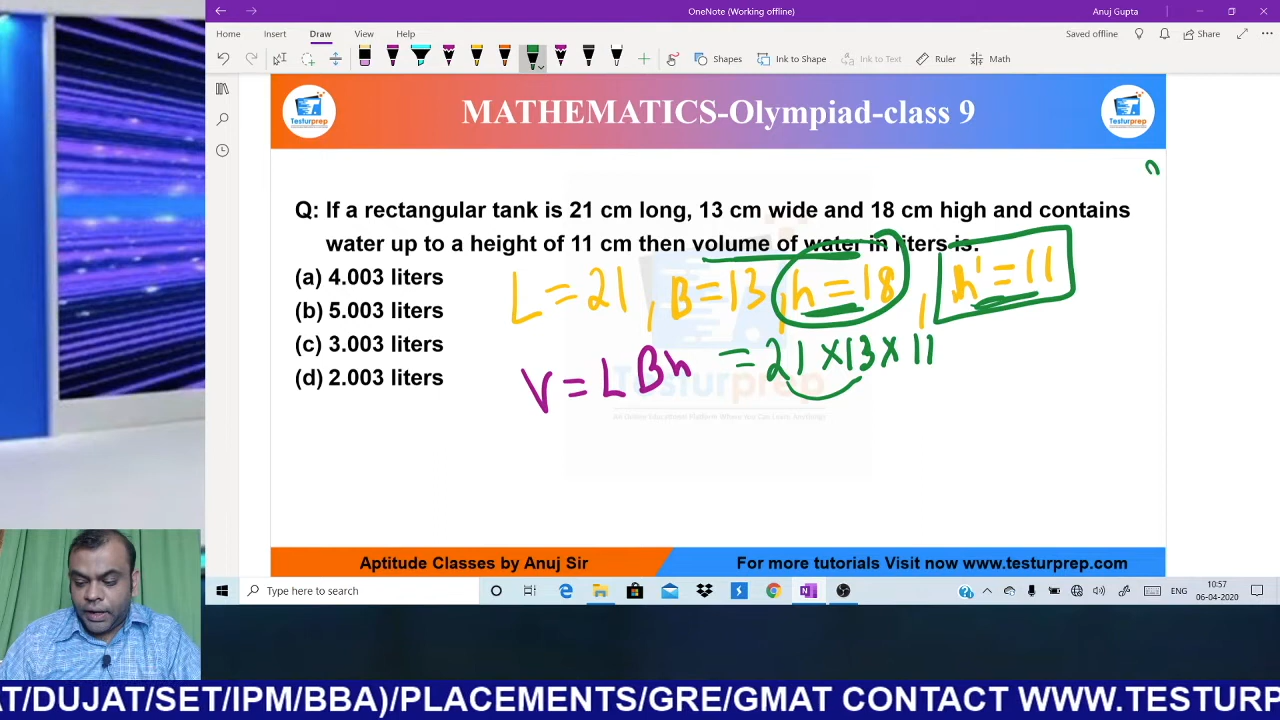 OneNote (Working offline)
Anuj Gupta
Home Insert Draw View Help
Saved offline
Share
Shapes
Ink to Shape
Ink to Text
Ruler
Math
Testurprep
MATHEMATICS-Olympiad-class 9
Testurprep
Q: If a rectangular tank is 21 cm long, 13 cm wide and 18 cm high and contains
water up to a height of 11 cm then volume of water in liters is:
(a) 4.003 liters
(b) 5.003 liters
(c) 3.003 liters
(d) 2.003 liters
L = 21 , B = 13 , h = 18 , h' = 11
V = L B h = 21 × 13 × 11
Testurprep
Aptitude Classes by Anuj Sir
For more tutorials Visit now www.testurprep.com
Type here to search
ENG
10:57
06-04-2020
AT/DUJAT/SET/IPM/BBA)/PLACEMENTS/GRE/GMAT CONTACT WWW.TESTURP